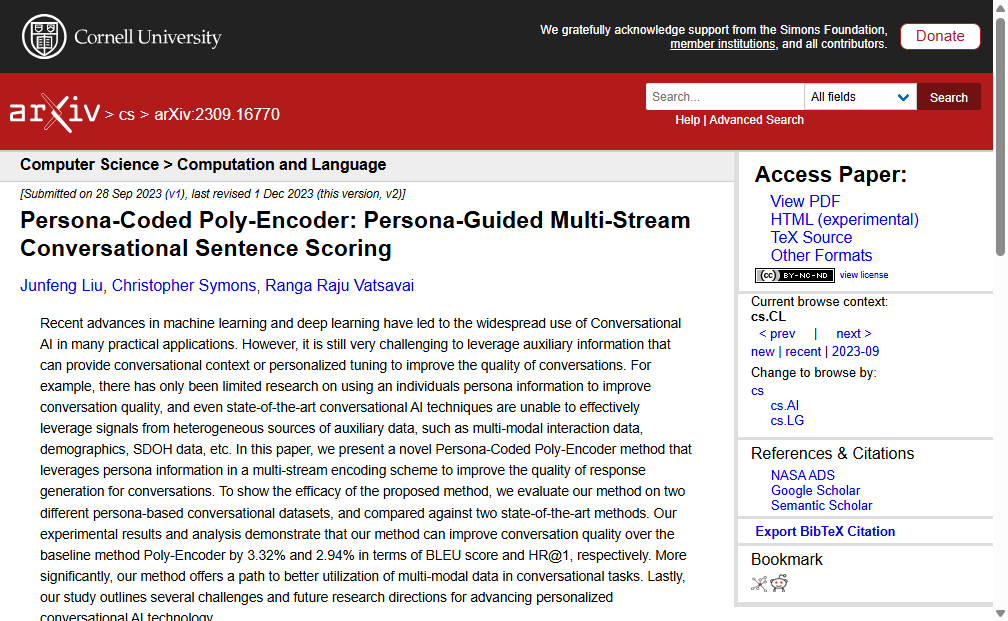 Cornell University
We gratefully acknowledge support from the Simons Foundation,
member institutions, and all contributors.
Donate
arXiv > cs > arXiv:2309.16770
Search...
All fields
Search
Help | Advanced Search
Computer Science > Computation and Language
[Submitted on 28 Sep 2023 (v1), last revised 1 Dec 2023 (this version, v2)]
Persona-Coded Poly-Encoder: Persona-Guided Multi-Stream
Conversational Sentence Scoring
Junfeng Liu, Christopher Symons, Ranga Raju Vatsavai
Recent advances in machine learning and deep learning have led to the widespread use of Conversational
AI in many practical applications. However, it is still very challenging to leverage auxiliary information that
can provide conversational context or personalized tuning to improve the quality of conversations. For
example, there has only been limited research on using an individuals persona information to improve
conversation quality, and even state-of-the-art conversational AI techniques are unable to effectively
leverage signals from heterogeneous sources of auxiliary data, such as multi-modal interaction data,
demographics, SDOH data, etc. In this paper, we present a novel Persona-Coded Poly-Encoder method that
leverages persona information in a multi-stream encoding scheme to improve the quality of response
generation for conversations. To show the efficacy of the proposed method, we evaluate our method on two
different persona-based conversational datasets, and compared against two state-of-the-art methods. Our
experimental results and analysis demonstrate that our method can improve conversation quality over the
baseline method Poly-Encoder by 3.32% and 2.94% in terms of BLEU score and HR@1, respectively. More
significantly, our method offers a path to better utilization of multi-modal data in conversational tasks. Lastly,
our study outlines several challenges and future research directions for advancing personalized
conversational AI technology.
Access Paper:
View PDF
HTML (experimental)
TeX Source
Other Formats
(cc) BY-NC-ND view license
Current browse context:
cs.CL
< prev | next >
new | recent | 2023-09
Change to browse by:
cs
cs.AI
cs.LG
References & Citations
NASA ADS
Google Scholar
Semantic Scholar
Export BibTeX Citation
Bookmark